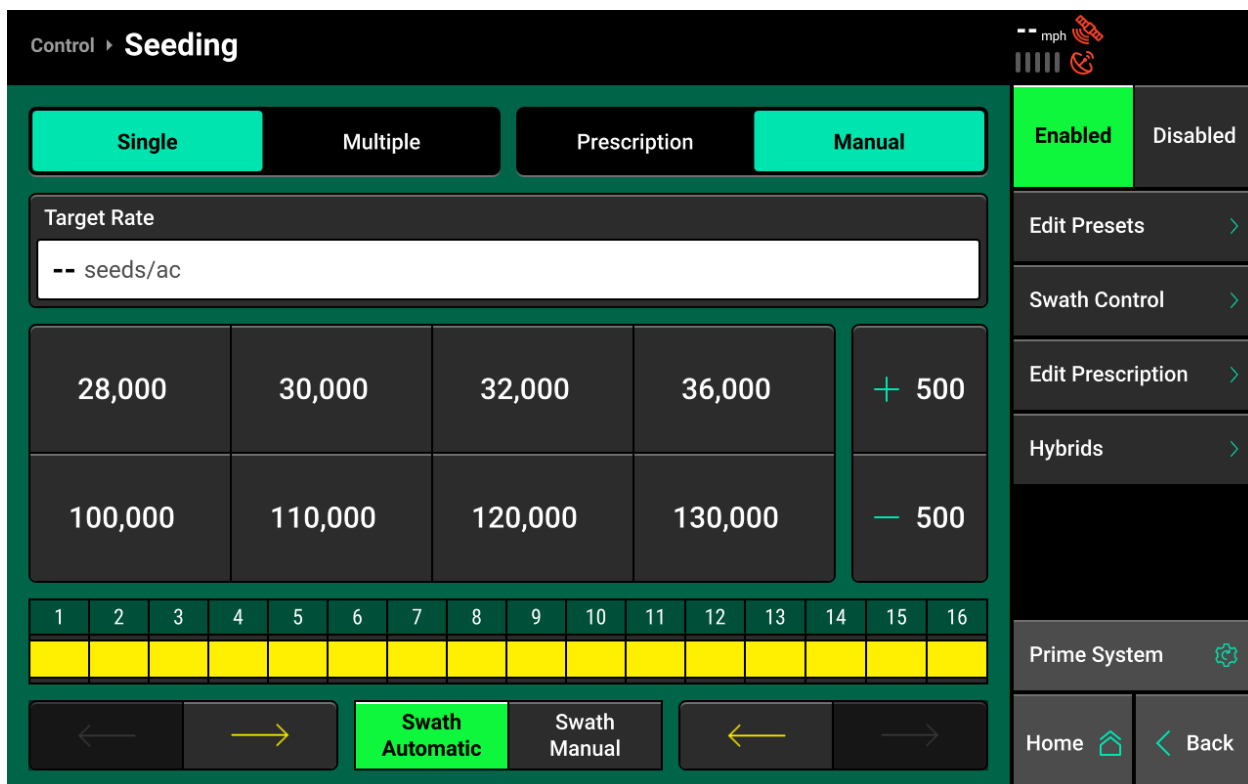 Control Seeding
-- mph
Single Multiple Prescription Manual
Enabled Disabled
Target Rate
-- seeds/ac
Edit Presets
Swath Control
Edit Prescription
Hybrids
28,000 30,000 32,000 36,000 + 500
100,000 110,000 120,000 130,000 − 500
1 2 3 4 5 6 7 8 9 10 11 12 13 14 15 16
Prime System
Swath
Automatic
Swath
Manual
Home
Back